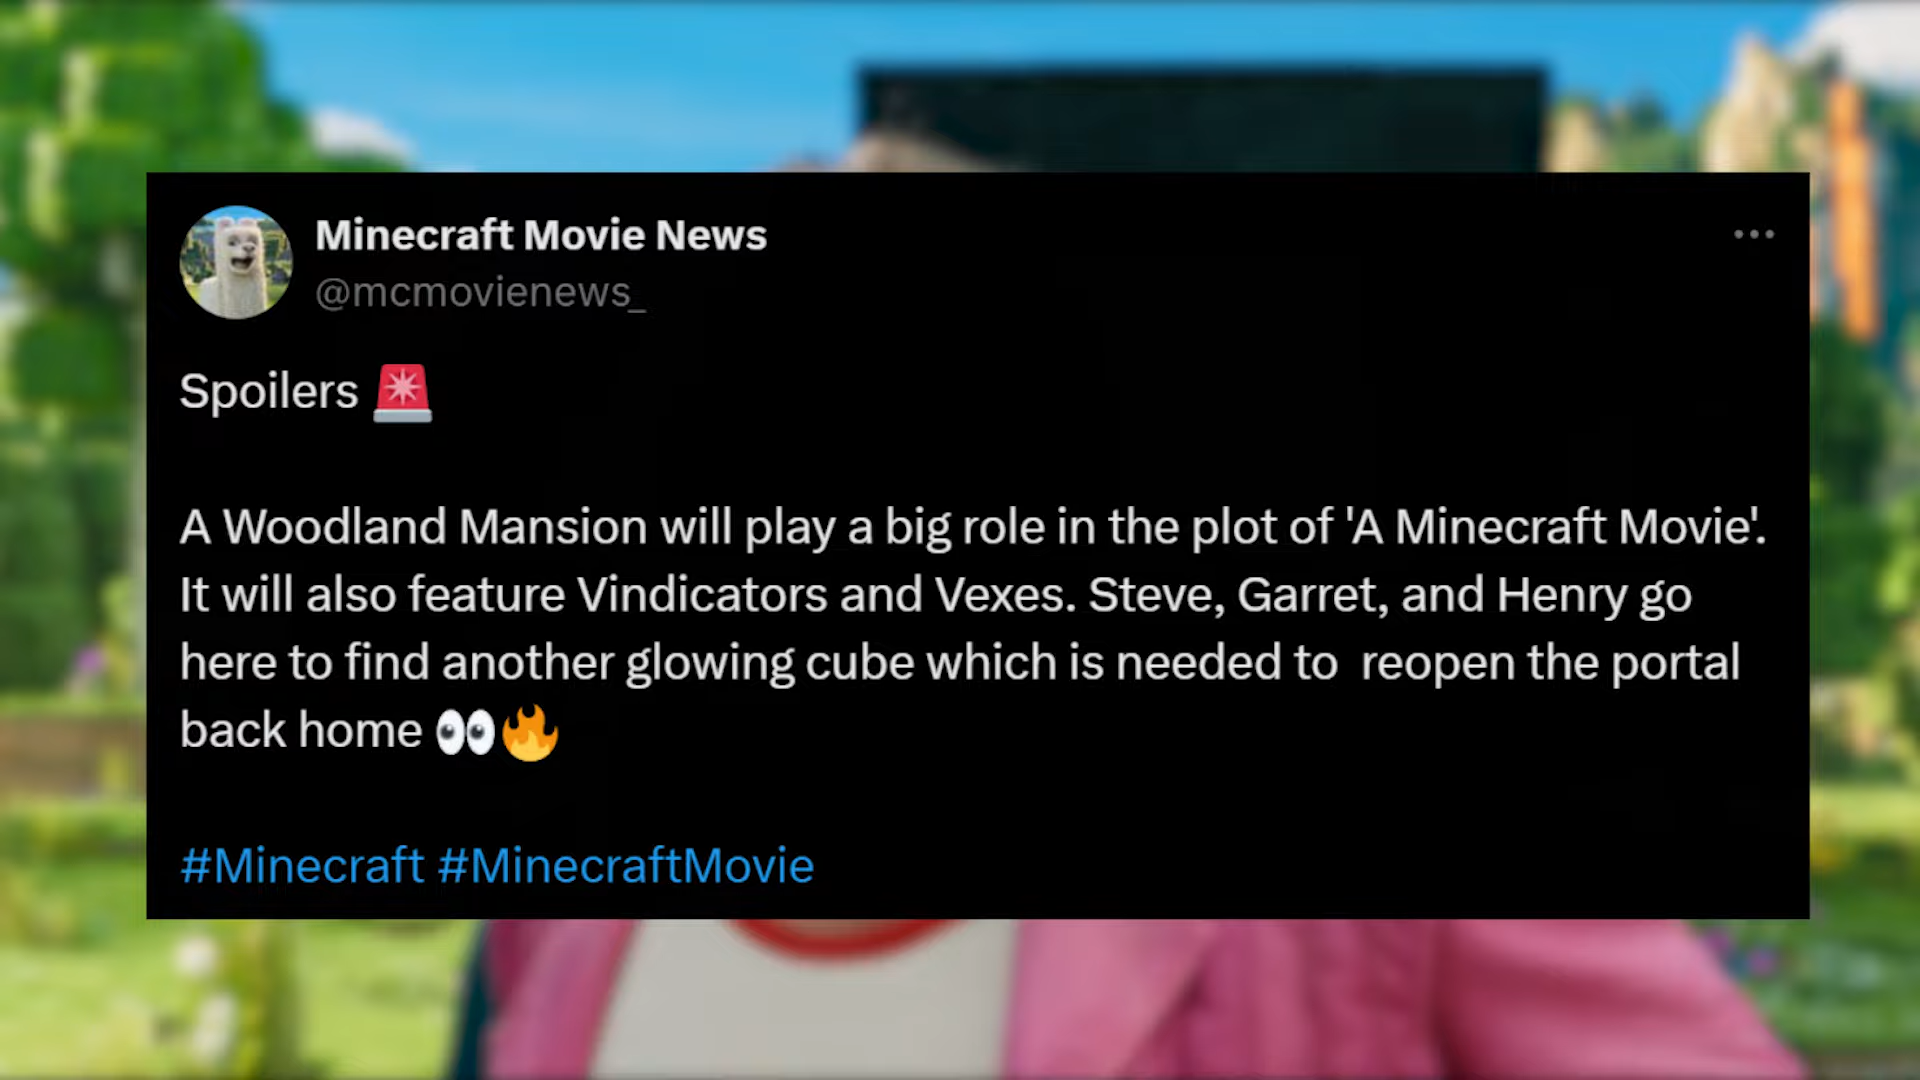 Minecraft Movie News
@mcmovienews_
Spoilers 🚨
A Woodland Mansion will play a big role in the plot of 'A Minecraft Movie'.
It will also feature Vindicators and Vexes. Steve, Garret, and Henry go
here to find another glowing cube which is needed to  reopen the portal
back home 👀🔥
#Minecraft #MinecraftMovie